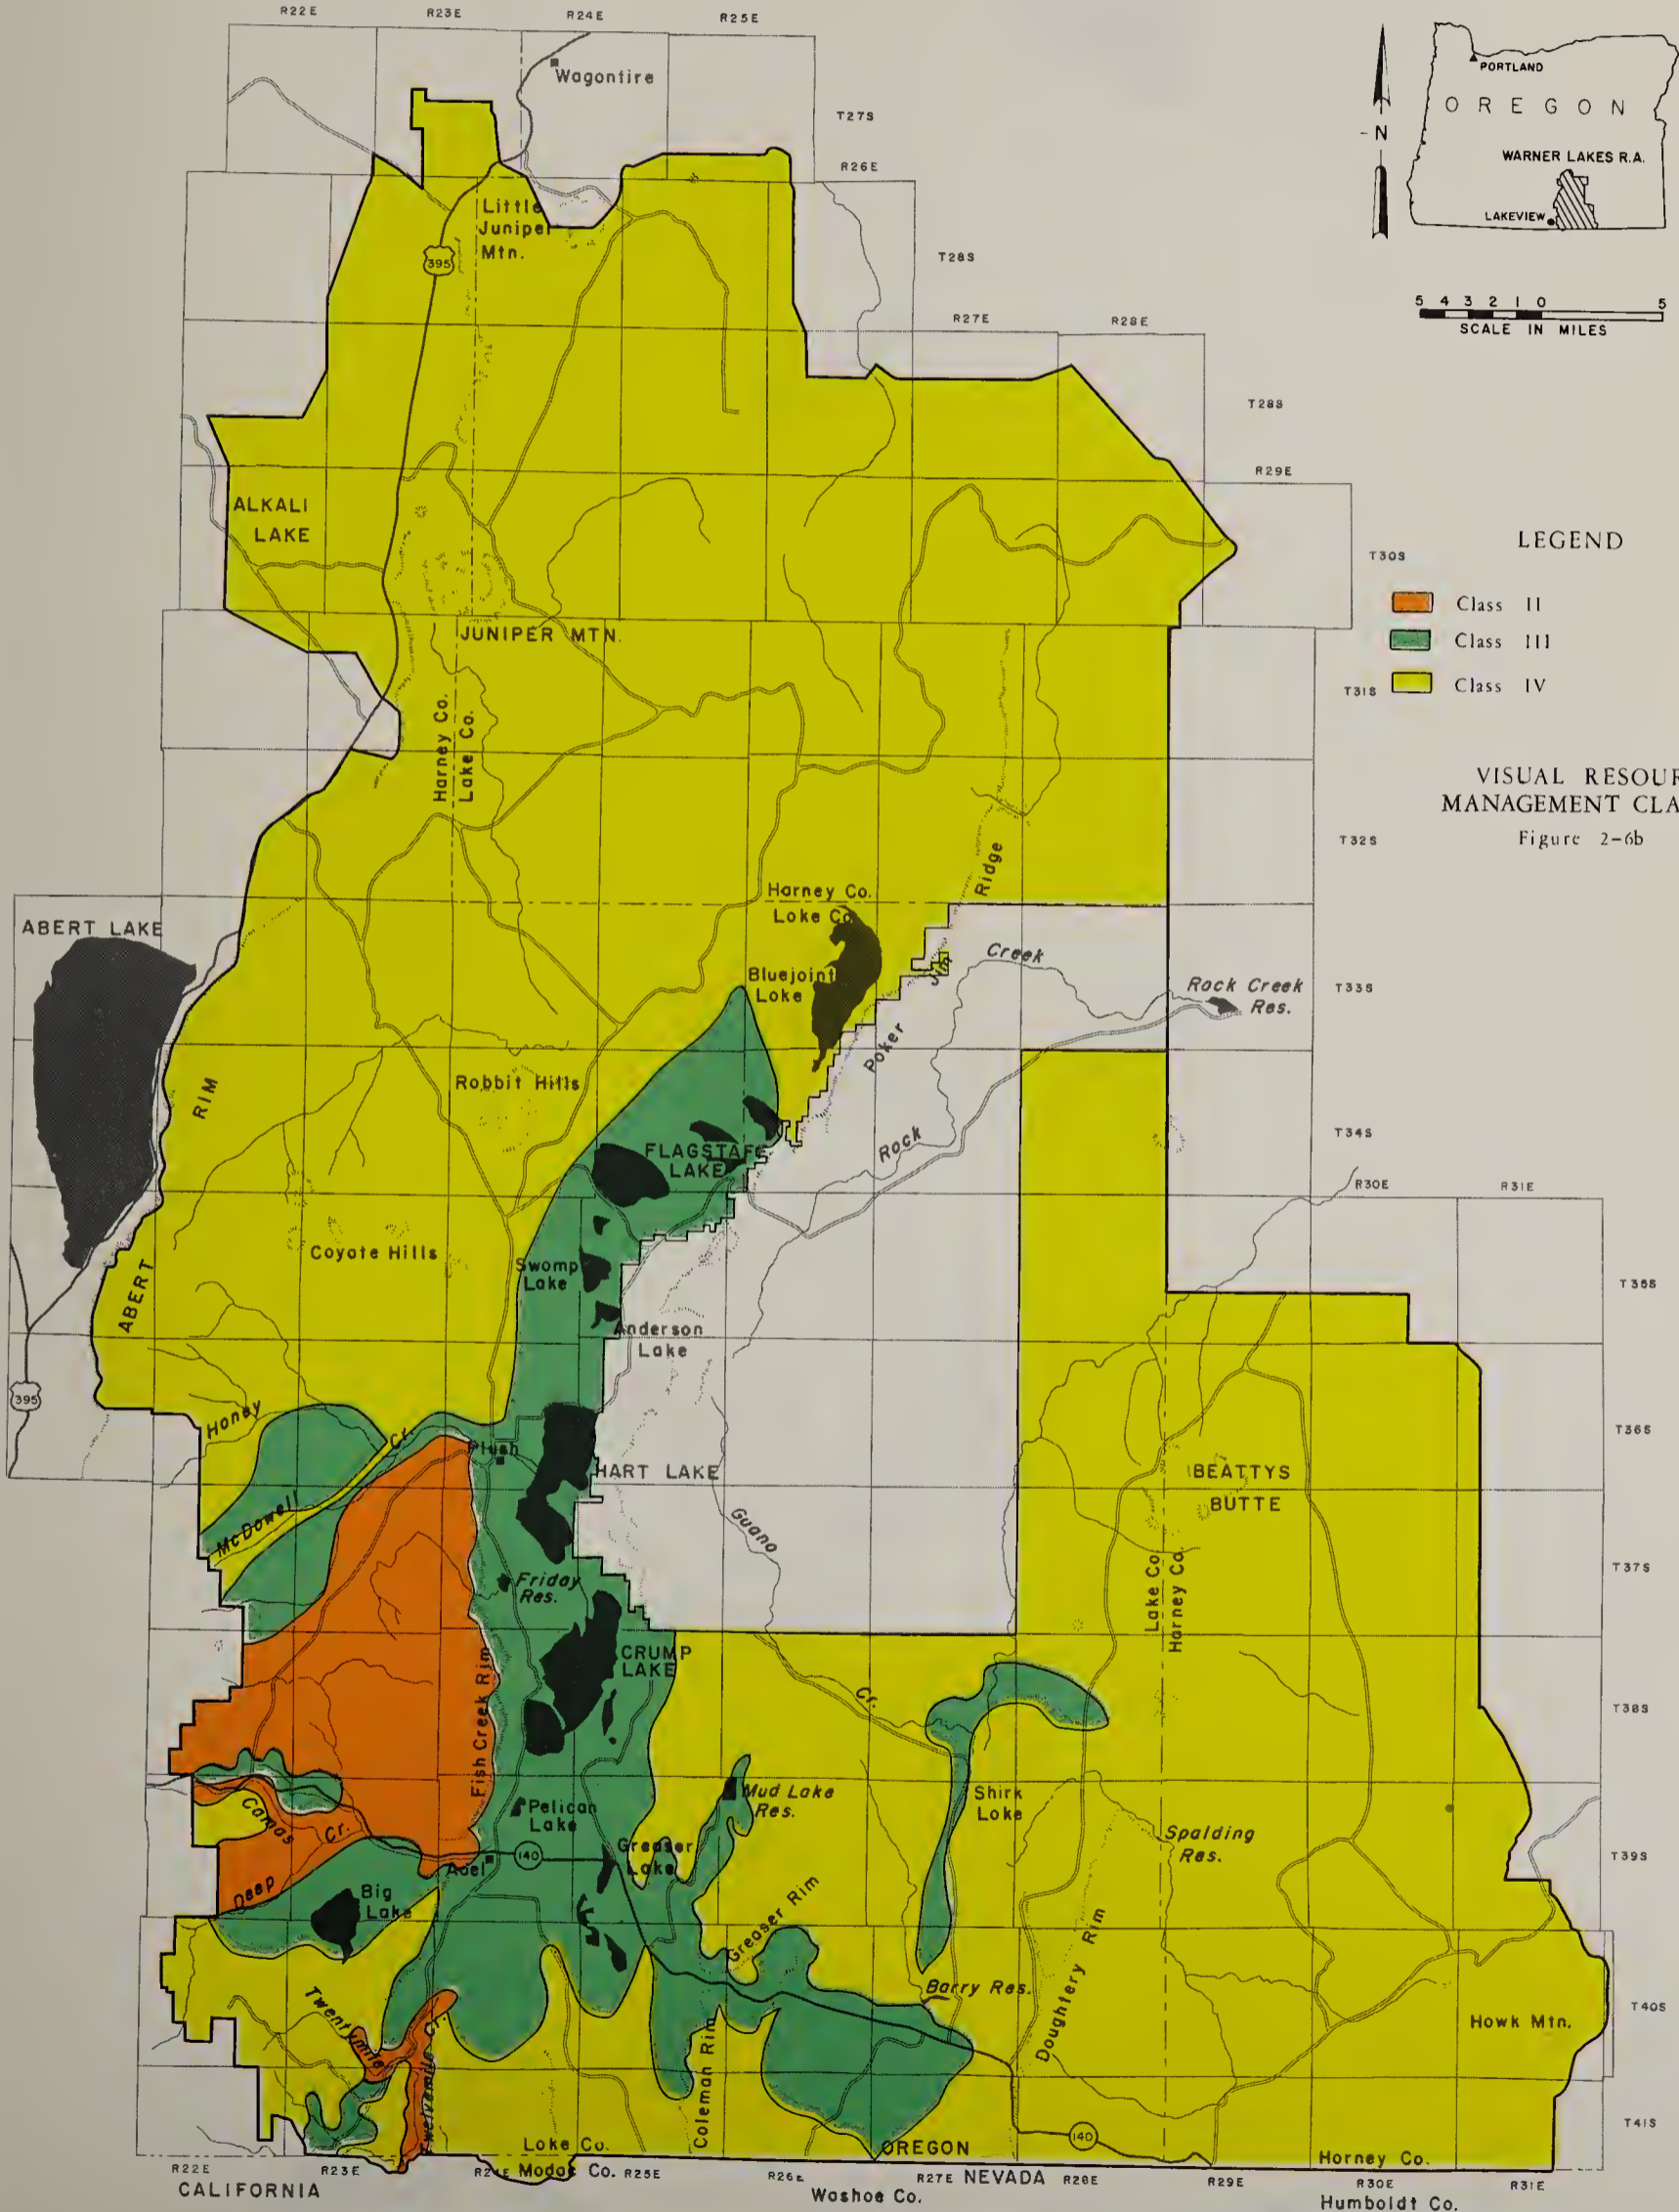 R22E R23E R24E R25E
PORTLAND
OREGON
WARNER LAKES R.A.
LAKEVIEW
N
Wagontire
T27S
R26E
Little
Juniper
Mtn.
395
T28S
5 4 3 2 1 0 5
SCALE IN MILES
R27E R28E
T28S
R29E
ALKALI
LAKE
T30S
LEGEND
Class II
Class III
Class IV
JUNIPER MTN.
T31S
Harney Co.
Lake Co.
VISUAL RESOUR
MANAGEMENT CLA
Figure 2-6b
T32S
Ridge
Harney Co.
Lake Co.
ABERT LAKE
Creek
Bluejoint
Lake
Jim
Rock Creek
Res.
T33S
Poker
RIM
Rabbit Hills
T34S
FLAGSTAFF
LAKE
Rock
R30E R31E
Coyote Hills
Swamp
Lake
T35S
ABERT
Anderson
Lake
395
Honey
Cr.
Plush
T36S
HART LAKE
BEATTYS
BUTTE
McDowell
Guano
Friday
Res.
T37S
Lake Co.
Harney Co.
CRUMP
LAKE
Fish Creek Rim
Cr.
T38S
Camas
Cr.
Pelican
Lake
Mud Lake
Res.
Shirk
Lake
Spalding
Res.
Greaser
Lake
T39S
Adel
140
Deep
Big
Lake
Greaser Rim
Doughtery Rim
Barry Res.
T40S
Twentymile
Hawk Mtn.
Twelvemile Cr.
Coleman Rim
T41S
140
Lake Co.
OREGON
Harney Co.
R22E R23E R24E Modoc Co. R25E R26E R27E NEVADA R28E R29E R30E R31E
CALIFORNIA
Washoe Co.
Humboldt Co.